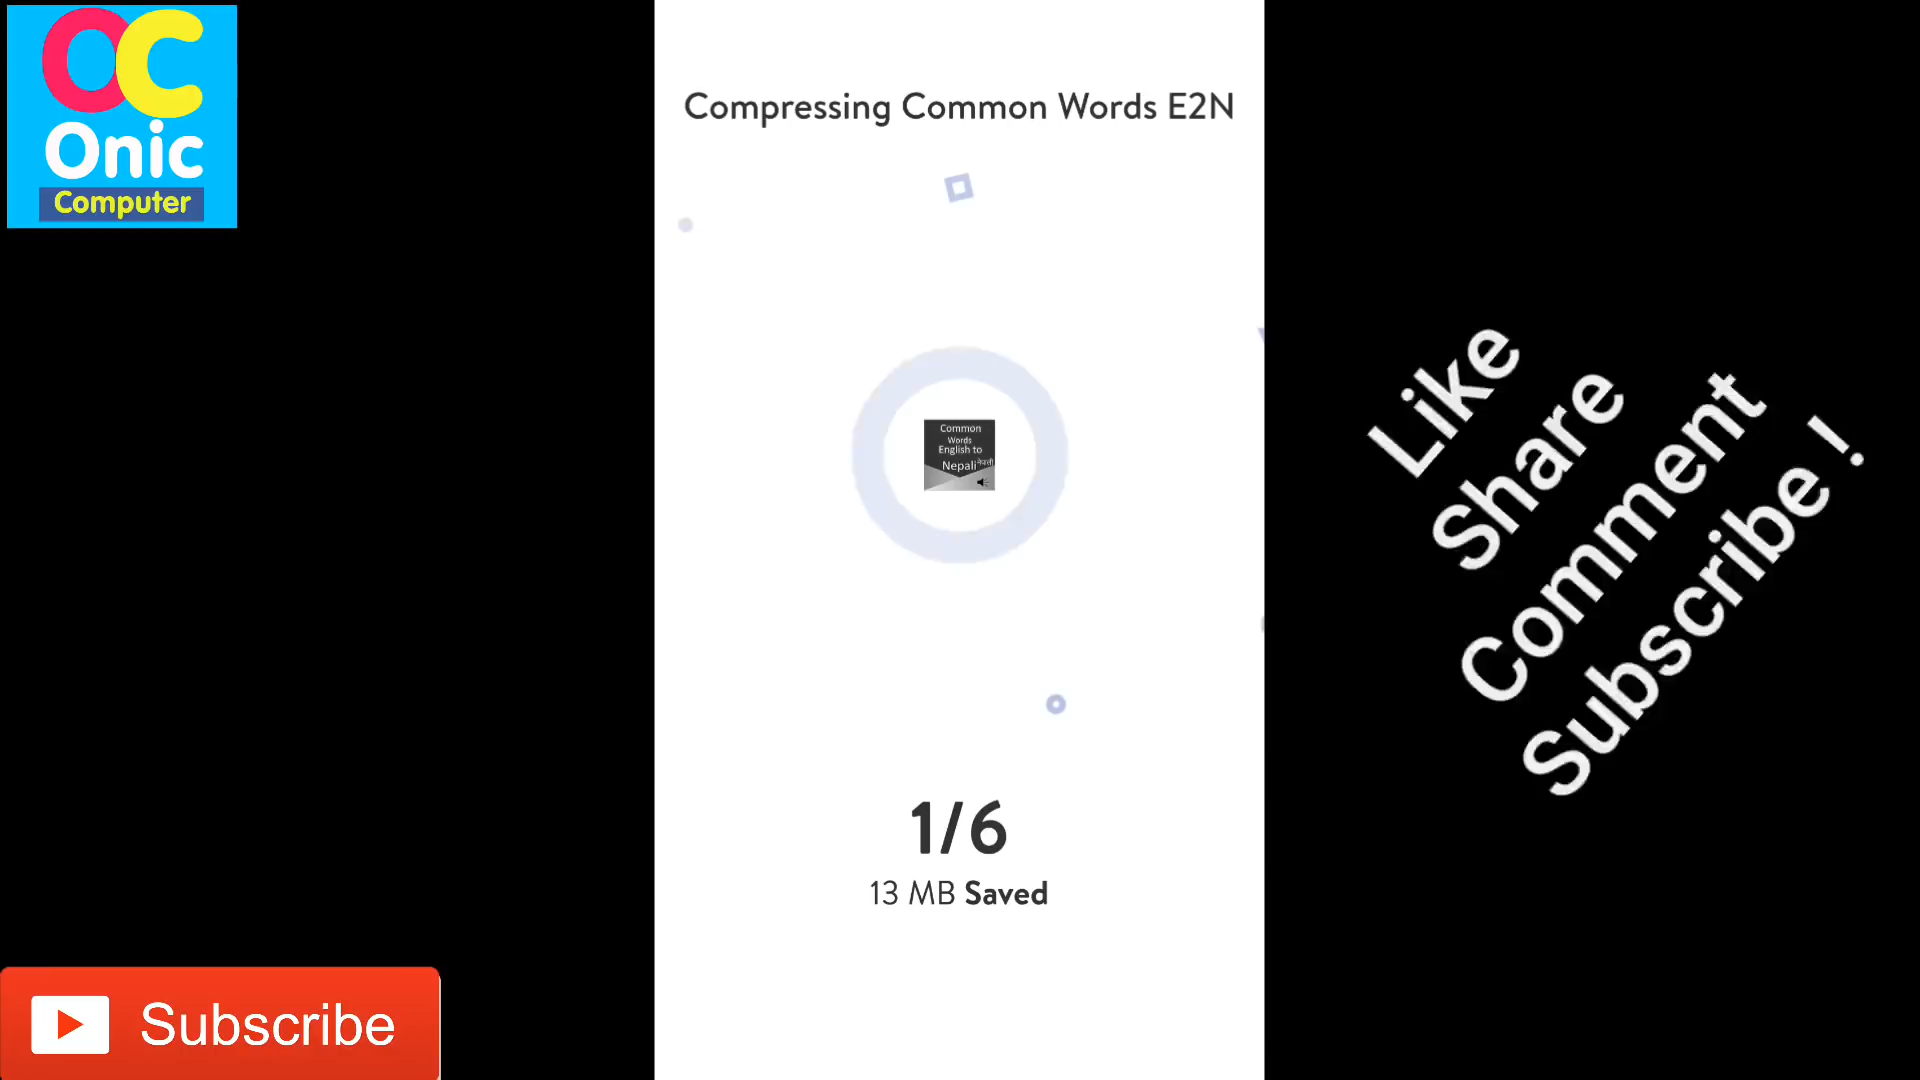 OC
Onic
Computer
Compressing Common Words E2N
Common
Words
English to
Nepali नेपाली
1/6
13 MB Saved
Like
Share
Comment
Subscribe !
Subscribe